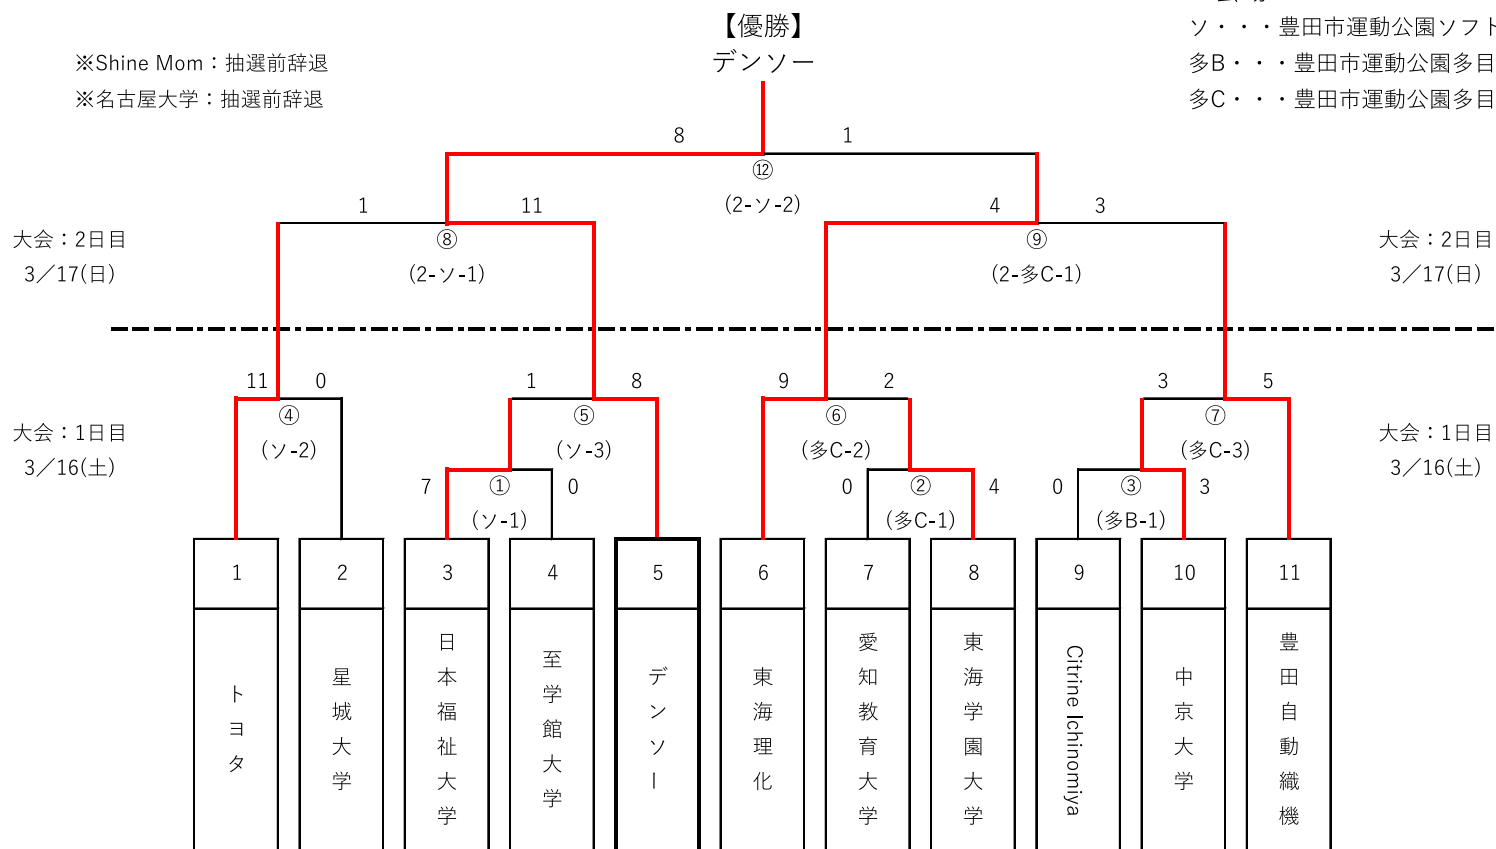 【優勝】
デンソー
※Shine Mom：抽選前辞退
※名古屋大学：抽選前辞退
ソ・・・豊田市運動公園ソフト
多B・・・豊田市運動公園多目
多C・・・豊田市運動公園多目
8 1
⑫
(2-ソ-2)
1 11 4 3
大会：2日目 ⑧ ⑨ 大会：2日目
3／17(日) (2-ソ-1) (2-多C-1) 3／17(日)
11 0 1 8 9 2 3 5
④ ⑤ ⑥ ⑦
大会：1日目 大会：1日目
(ソ-2) (ソ-3) (多C-2) (多C-3)
3／16(土) 3／16(土)
7 ① 0 0 ② 4 0 ③ 3
(ソ-1) (多C-1) (多B-1)
1 2 3 4 5 6 7 8 9 10 11
トヨタ
星城大学
日本福祉大学
至学館大学
デンソー
東海理化
愛知教育大学
東海学園大学
Citrine Ichinomiya
中京大学
豊田自動織機